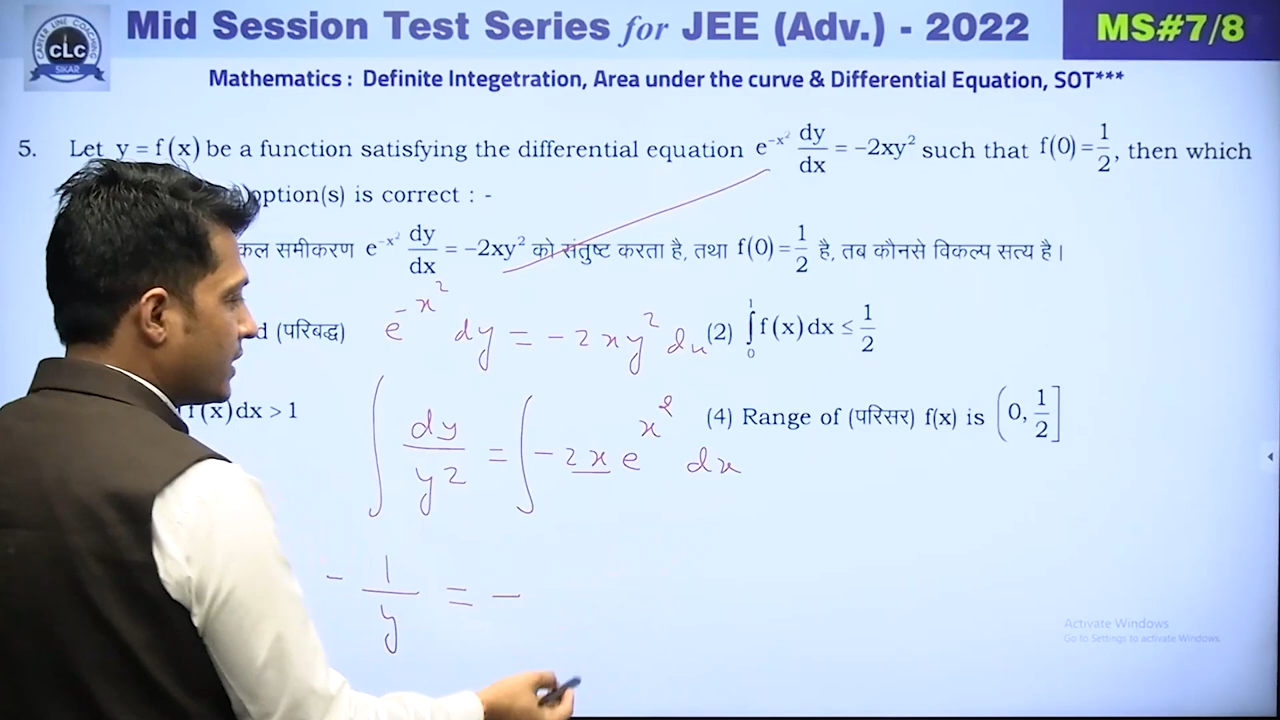 CAREER LINE COACHING
CLC
SIKAR
Mid Session Test Series for JEE (Adv.) - 2022
MS#7/8
Mathematics : Definite Integetration, Area under the curve & Differential Equation, SOT***
5. Let y = f(x) be a function satisfying the differential equation e^{-x²} dy/dx = -2xy² such that f(0) = 1/2, then which
option(s) is correct : -
कल समीकरण e^{-x²} dy/dx = -2xy² को संतुष्ट करता है, तथा f(0) = 1/2 है, तब कौनसे विकल्प सत्य है।
d (परिबद्ध)
e^{-x²} dy = -2xy² dx
(2) ∫₀¹ f(x)dx ≤ 1/2
f(x)dx > 1
(4) Range of (परिसर) f(x) is (0, 1/2]
∫ dy/y² = ∫ -2x e^{x²} dx
- 1/y = -
Activate Windows
Go to Settings to activate Windows.